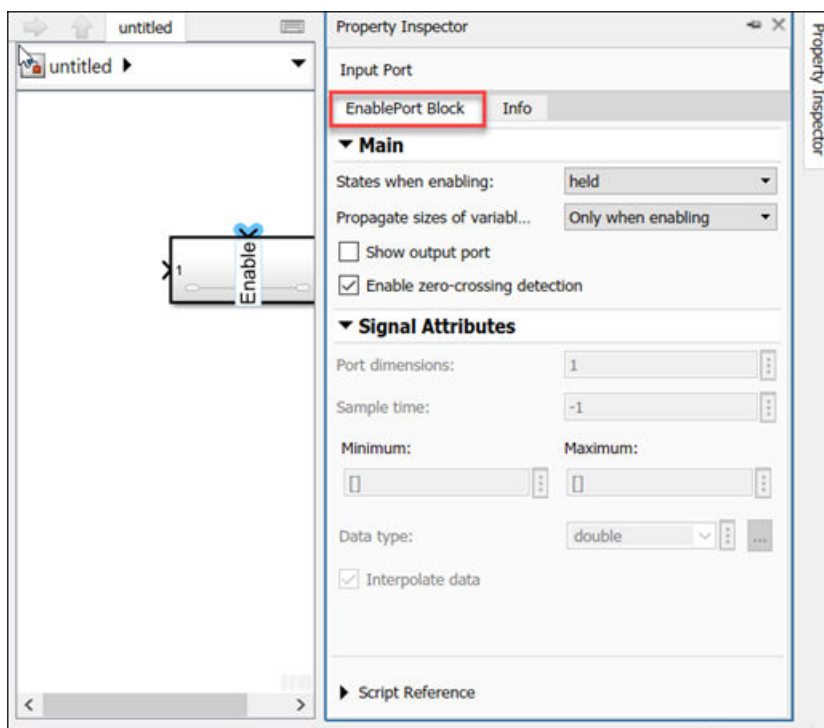 untitled
Property Inspector
Property Inspector
untitled
Input Port
EnablePort Block Info
Main
States when enabling: held
Propagate sizes of variabl... Only when enabling
Show output port
1
Enable
Enable zero-crossing detection
Signal Attributes
Port dimensions: 1
Sample time: -1
Minimum: Maximum:
[] []
Data type: double ...
Interpolate data
Script Reference